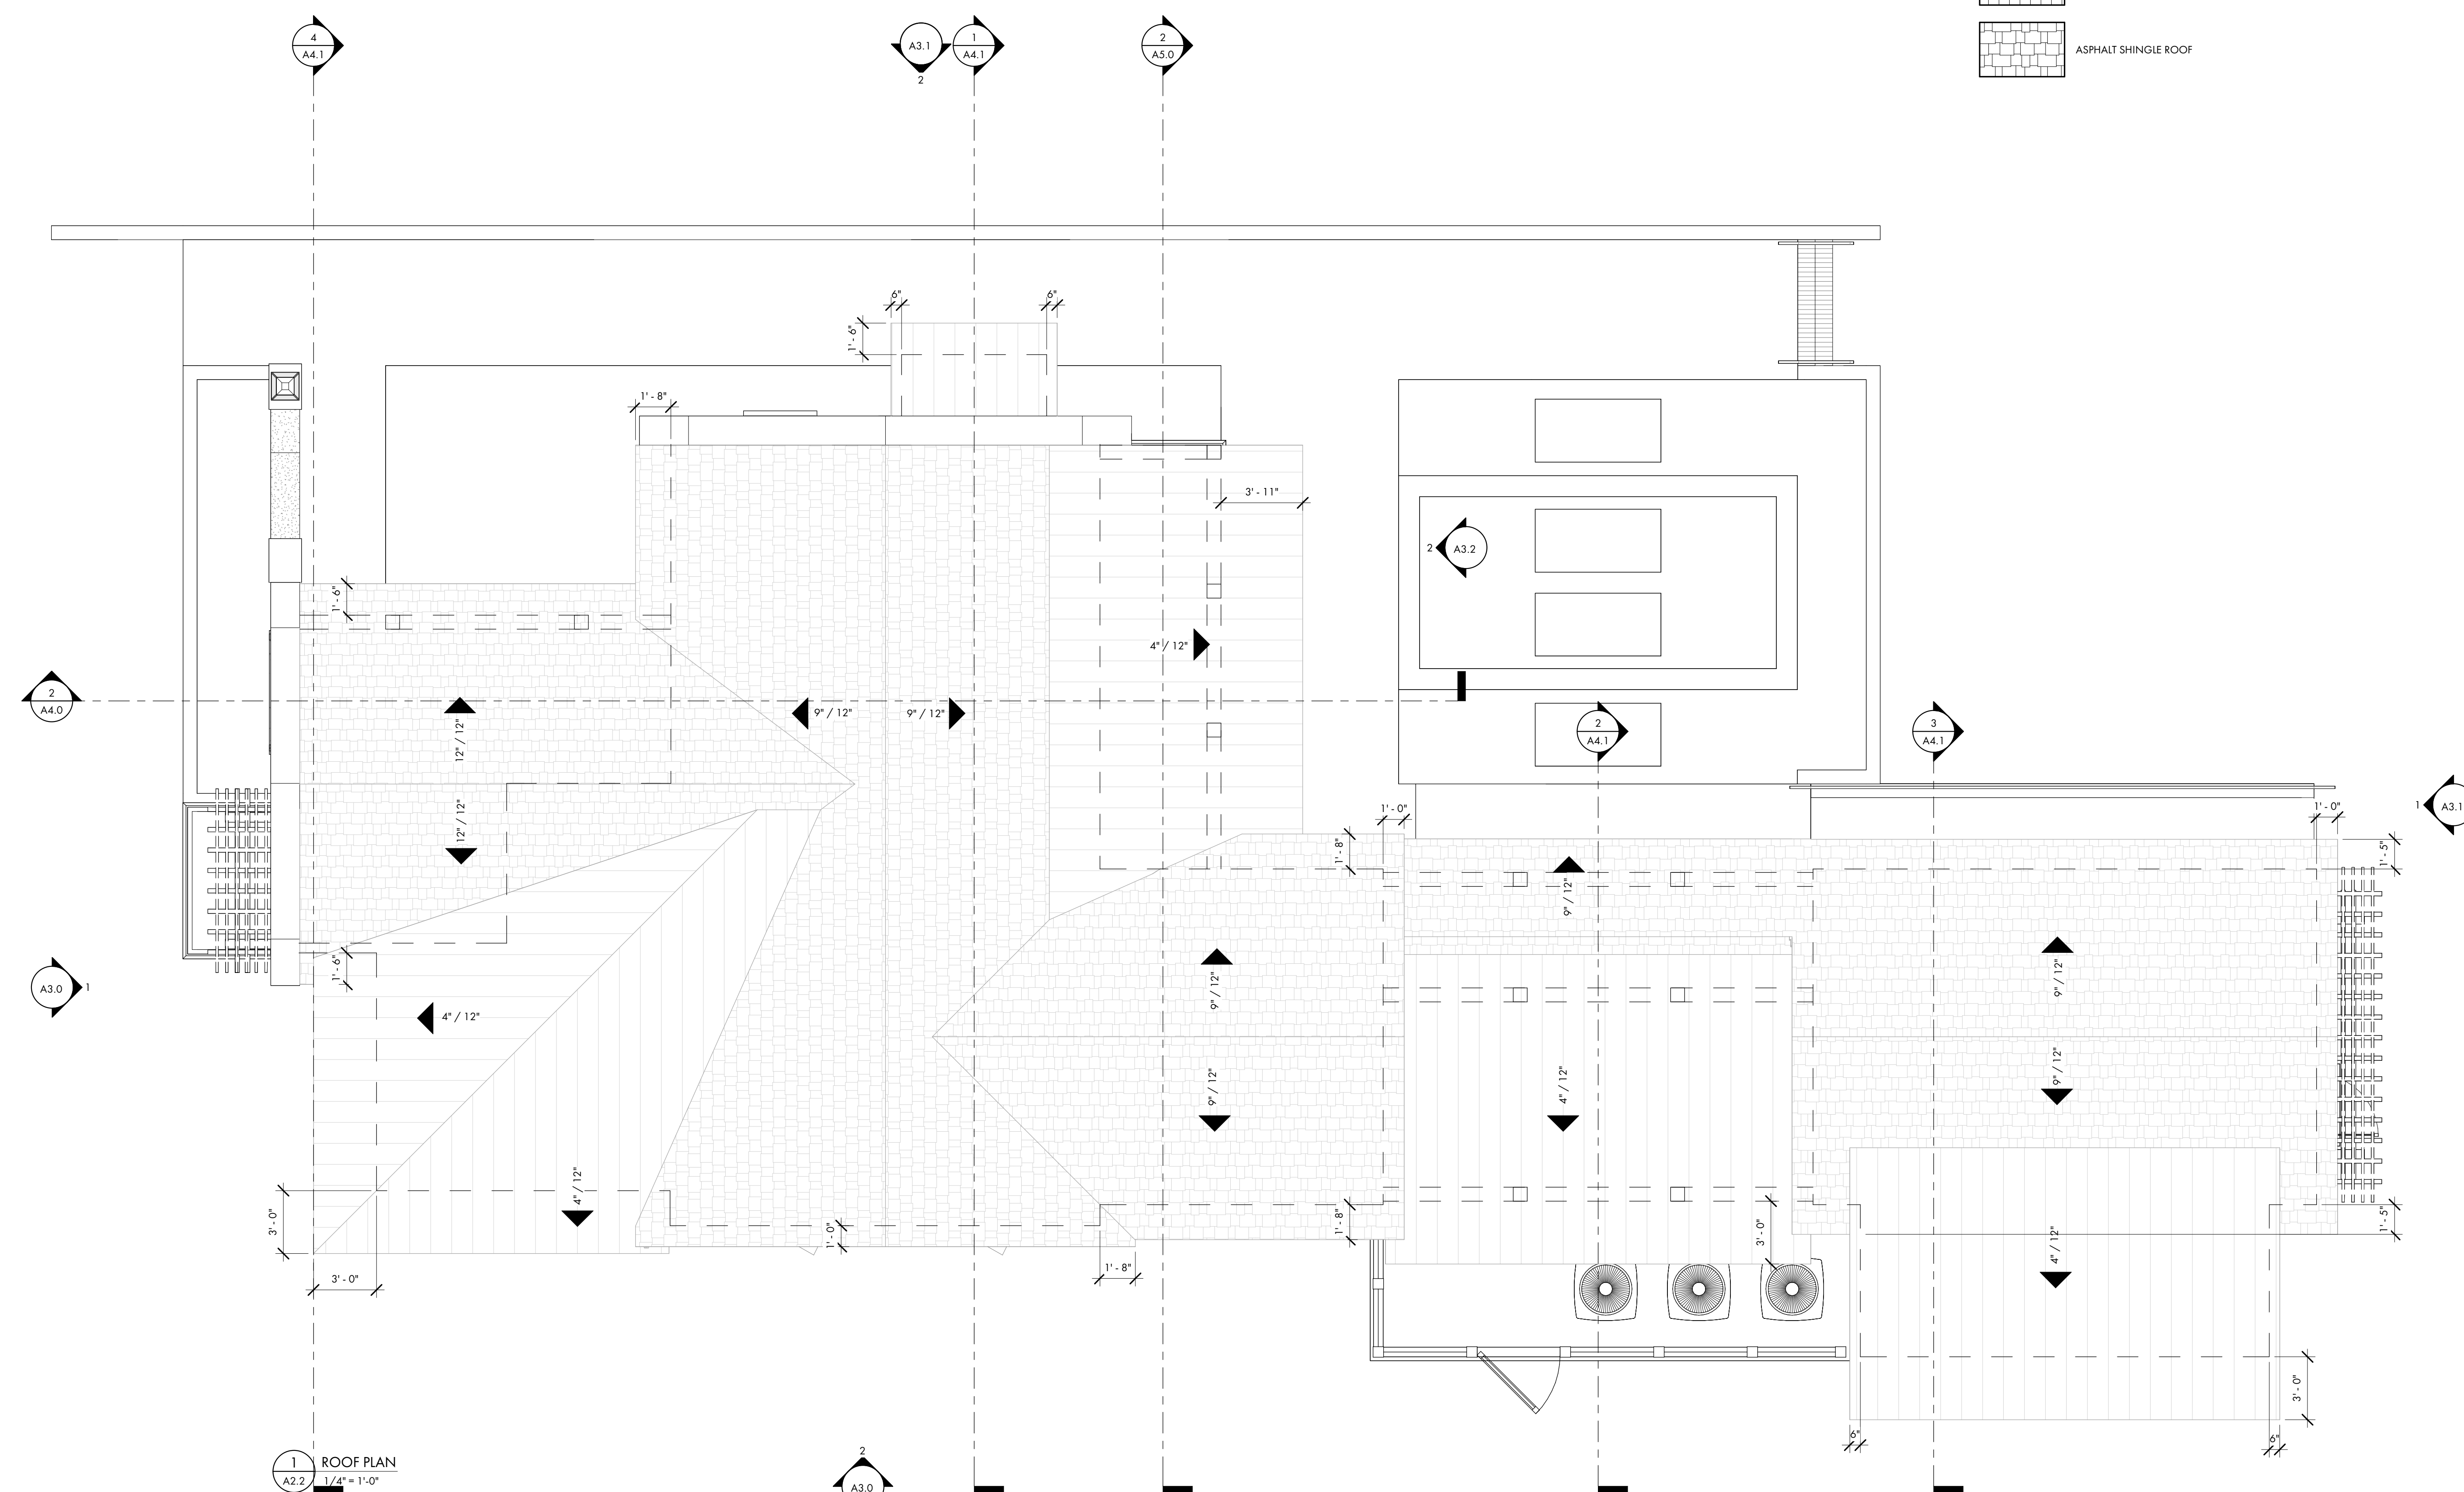 4
A4.1
A3.1
2
1
A4.1
2
A5.0
ASPHALT SHINGLE ROOF
6"
6"
1' - 6"
1' - 8"
3' - 11"
2
A3.2
1' - 6"
4" / 12"
2
A4.0
12" / 12"
9" / 12"
9" / 12"
2
A4.1
3
A4.1
12" / 12"
1' - 0"
1' - 0"
1
A3.1
1' - 8"
1' - 5"
9" / 12"
1' - 6"
A3.0
1
4" / 12"
9" / 12"
9" / 12"
9" / 12"
4" / 12"
9" / 12"
4" / 12"
3' - 0"
1' - 0"
1' - 8"
3' - 0"
1' - 5"
4" / 12"
3' - 0"
1' - 8"
3' - 0"
6"
6"
1
A2.2
ROOF PLAN
1/4" = 1'-0"
2
A3.0